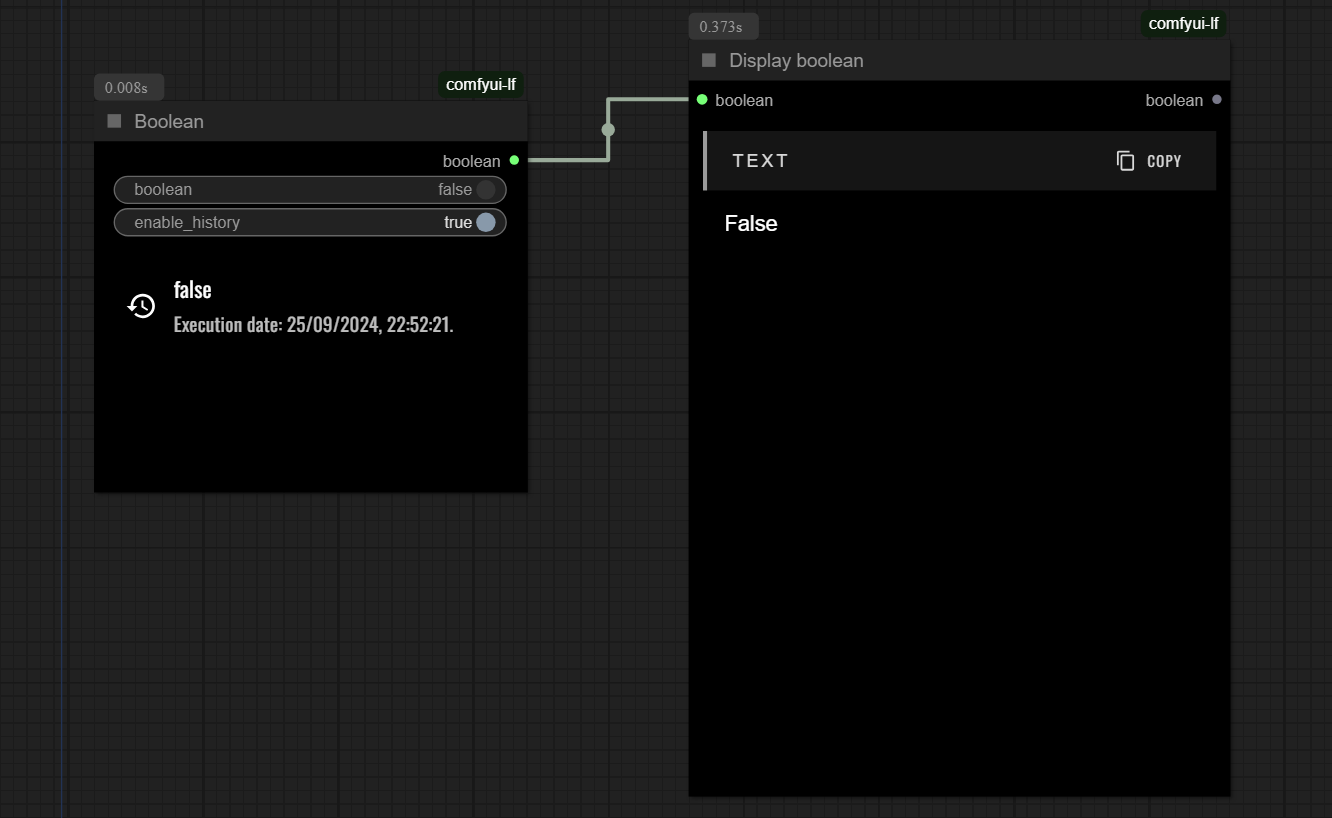 0.008s
comfyui-lf
Boolean
boolean
boolean false
enable_history true
false
Execution date: 25/09/2024, 22:52:21.
0.373s
comfyui-lf
Display boolean
boolean boolean
TEXT COPY
False